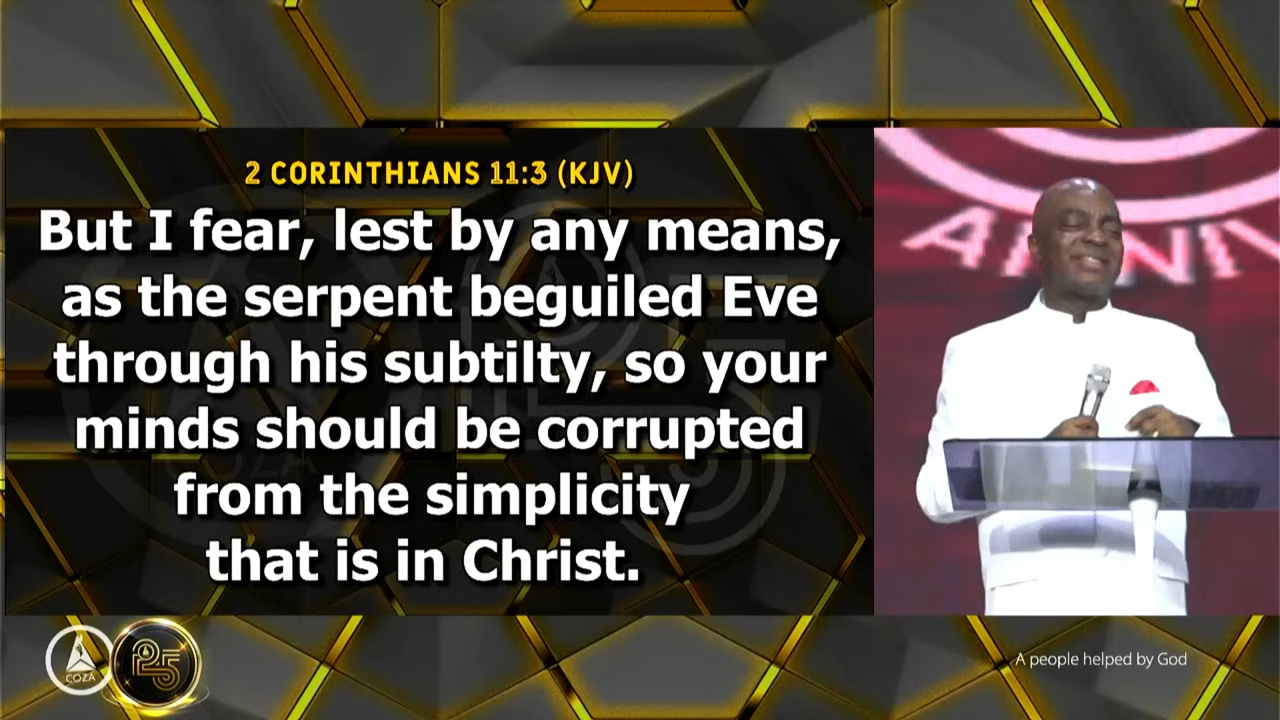 2 CORINTHIANS 11:3 (KJV)
But I fear, lest by any means,
as the serpent beguiled Eve
through his subtilty, so your
minds should be corrupted
from the simplicity
that is in Christ.
ANNIV
COZA
25
A people helped by God